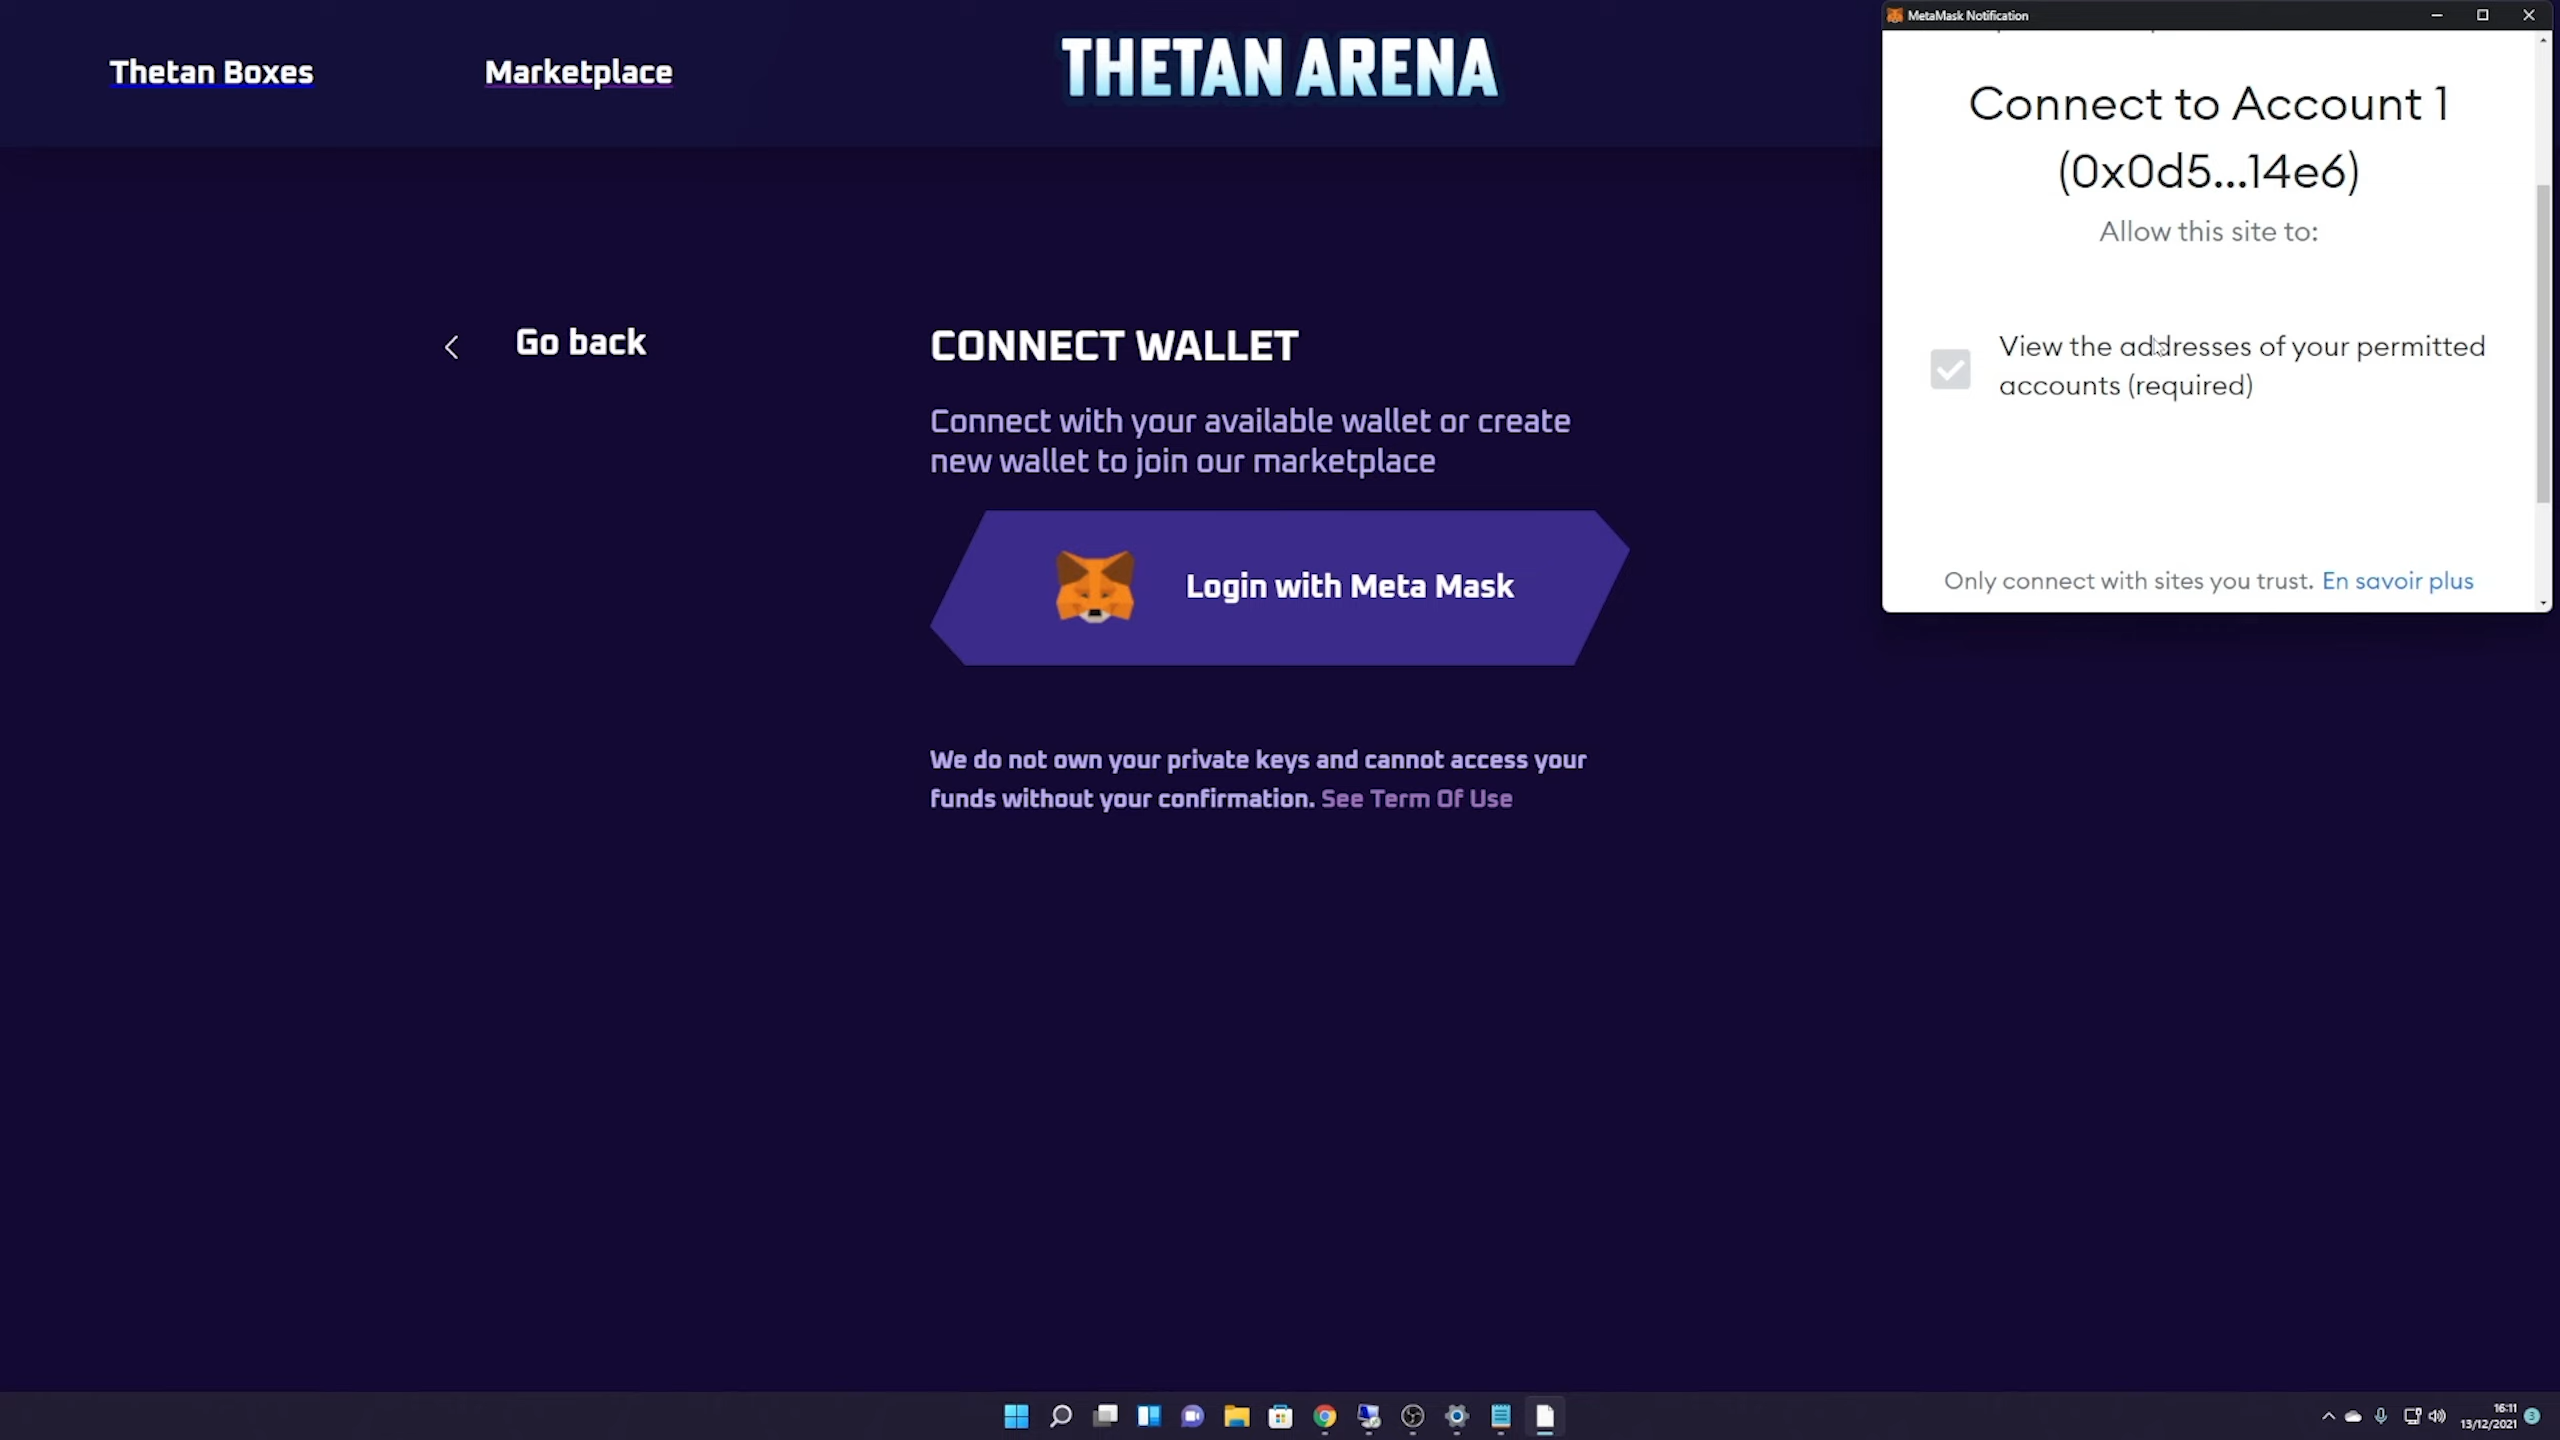 Thetan Boxes
Marketplace
THETAN ARENA
MetaMask Notification
Connect to Account 1
(0x0d5...14e6)
Allow this site to:
View the addresses of your permitted
accounts (required)
Only connect with sites you trust. En savoir plus
Go back
CONNECT WALLET
Connect with your available wallet or create
new wallet to join our marketplace
Login with Meta Mask
We do not own your private keys and cannot access your
funds without your confirmation. See Term Of Use
16:11
13/12/2021
3